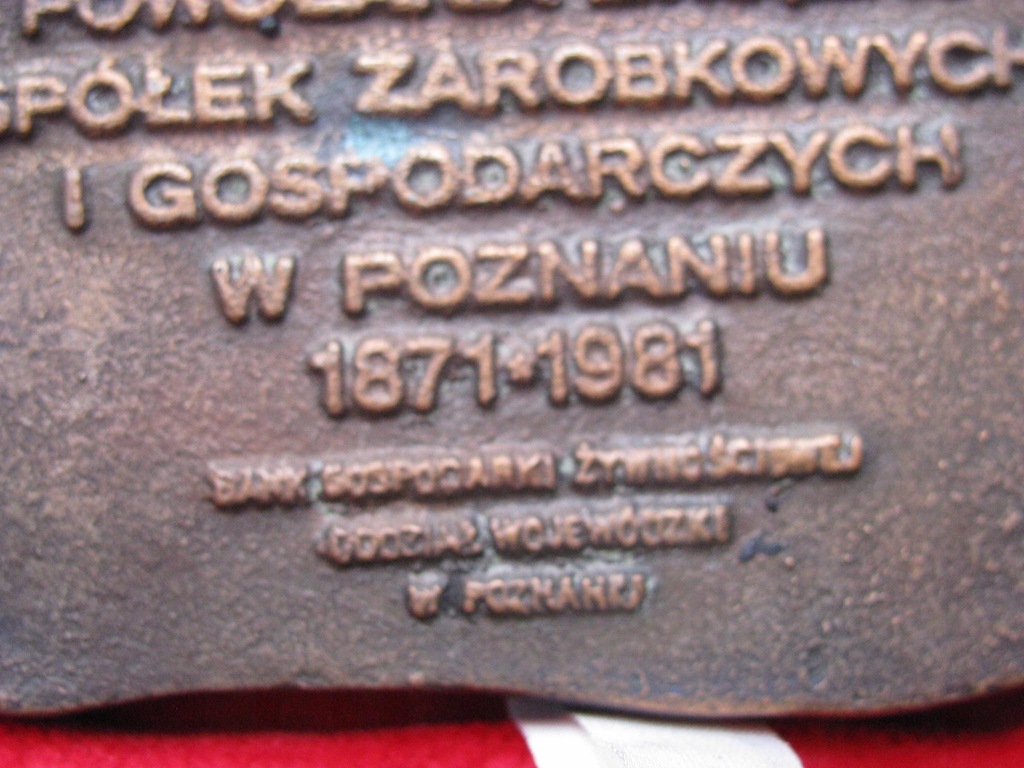 SPÓŁEK ZAROBKOWYCH
I GOSPODARCZYCH
W POZNANIU
1871*1981
BANK GOSPODARKI ŻYWNOŚCIOWEJ
ODDZIAŁ WOJEWÓDZKI
W POZNANIU